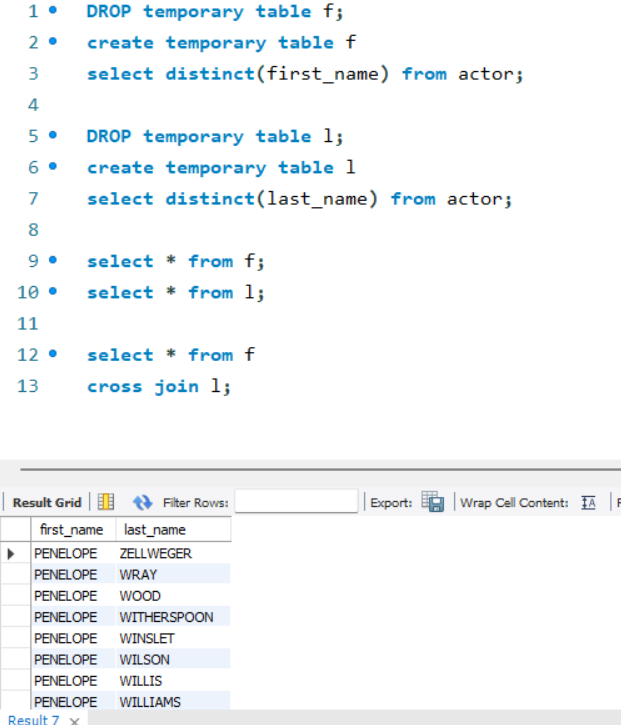 1 DROP temporary table f;
2 create temporary table f
3 select distinct(first_name) from actor;
4
5 DROP temporary table l;
6 create temporary table l
7 select distinct(last_name) from actor;
8
9 select * from f;
10 select * from l;
11
12 select * from f
13 cross join l;
Result Grid Filter Rows: Export: Wrap Cell Content: IA F
first_name last_name
PENELOPE ZELLWEGER
PENELOPE WRAY
PENELOPE WOOD
PENELOPE WITHERSPOON
PENELOPE WINSLET
PENELOPE WILSON
PENELOPE WILLIS
PENELOPE WILLIAMS
Result 7 ×